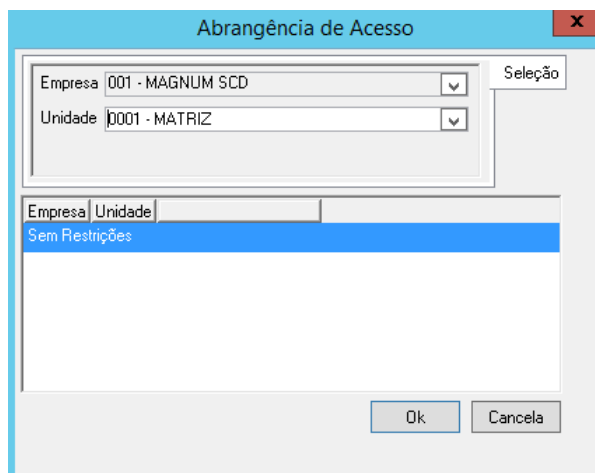 Abrangência de Acesso
x
Seleção
Empresa 001 - MAGNUM SCD
Unidade 0001 - MATRIZ
Empresa Unidade
Sem Restrições
Ok Cancela